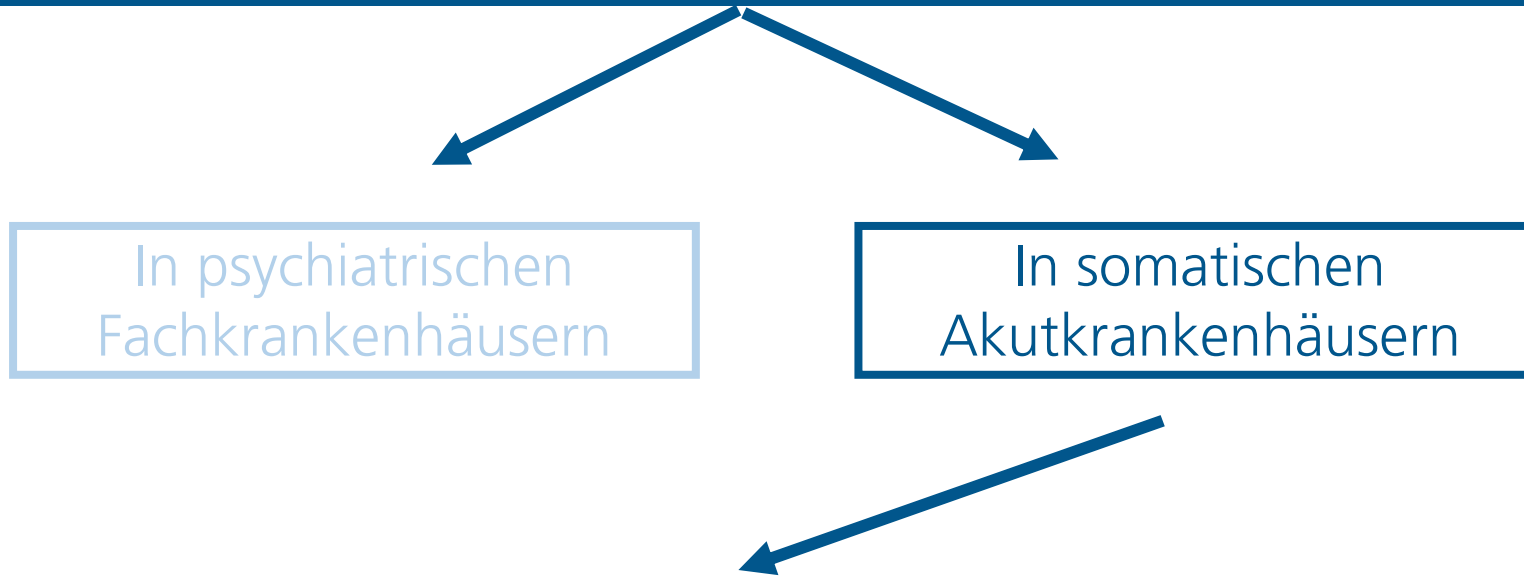 In psychiatrischen
Fachkrankenhäusern
In somatischen
Akutkrankenhäusern